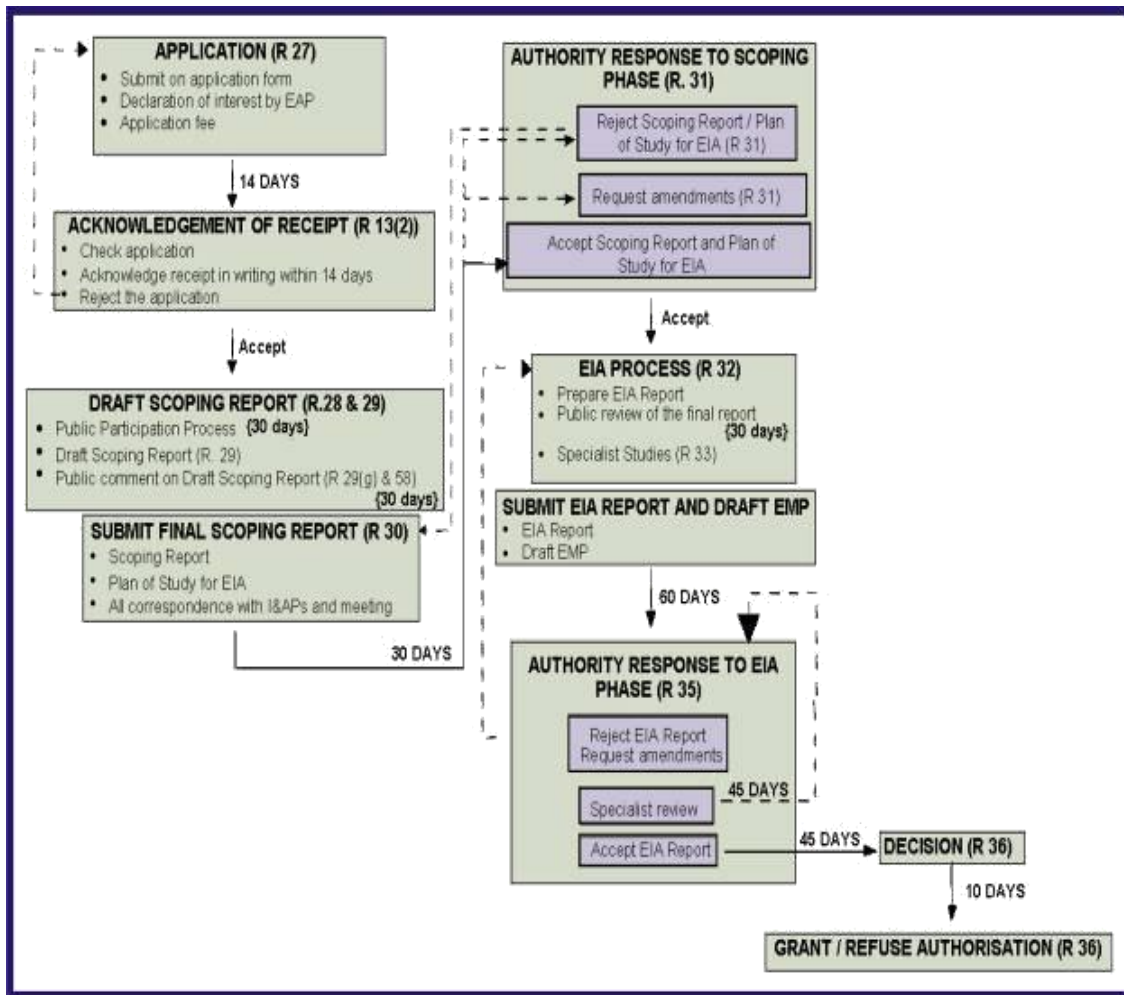 APPLICATION (R 27)
• Submit on application form
• Declaration of interest by EAP
• Application fee
14 DAYS
ACKNOWLEDGEMENT OF RECEIPT (R 13(2))
• Check application
• Acknowledge receipt in writing within 14 days
• Reject the application
Accept
DRAFT SCOPING REPORT (R.28 & 29)
• Public Participation Process {30 days}
• Draft Scoping Report (R. 29)
• Public comment on Draft Scoping Report (R 29(g) & 58)
{30 days}
SUBMIT FINAL SCOPING REPORT (R 30)
• Scoping Report
• Plan of Study for EIA
• All correspondence with I&APs and meeting
30 DAYS
AUTHORITY RESPONSE TO SCOPING
PHASE (R. 31)
Reject Scoping Report / Plan
of Study for EIA (R 31)
Request amendments (R 31)
Accept Scoping Report and Plan of
Study for EIA
Accept
EIA PROCESS (R 32)
• Prepare EIA Report
• Public review of the final report
{30 days}
• Specialist Studies (R 33)
SUBMIT EIA REPORT AND DRAFT EMP
• EIA Report
• Draft EMP
60 DAYS
AUTHORITY RESPONSE TO EIA
PHASE (R 35)
Reject EIA Report
Request amendments
Specialist review
45 DAYS
Accept EIA Report
45 DAYS
DECISION (R 36)
10 DAYS
GRANT / REFUSE AUTHORISATION (R 36)